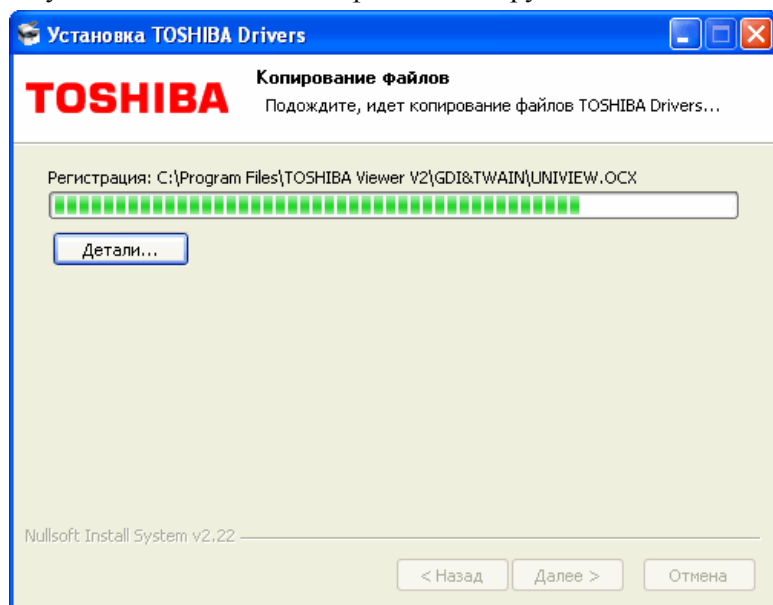 Установка TOSHIBA Drivers
TOSHIBA
Копирование файлов
Подождите, идет копирование файлов TOSHIBA Drivers...
Регистрация: C:\Program Files\TOSHIBA Viewer V2\GDI&TWAIN\UNIVIEW.OCX
Детали...
Nullsoft Install System v2.22
< Назад
Далее >
Отмена